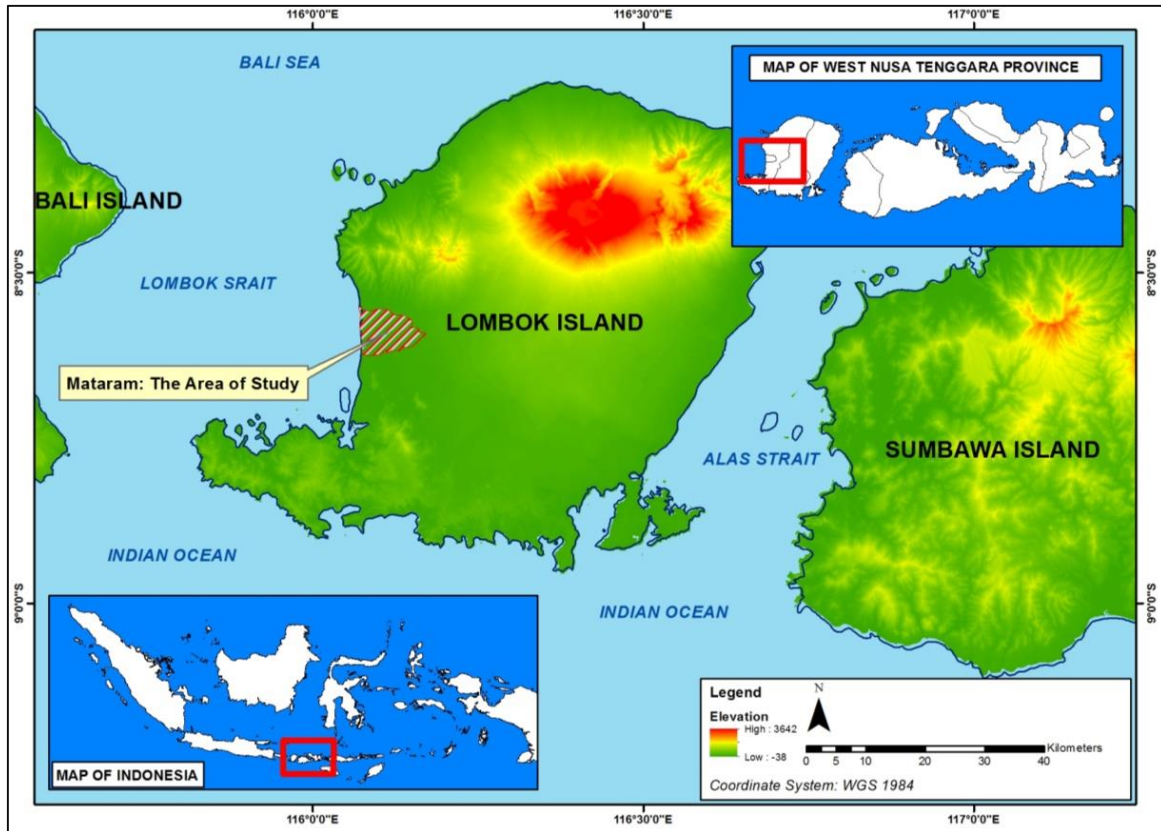 116°0'0"E
116°30'0"E
117°0'0"E
BALI SEA
MAP OF WEST NUSA TENGGARA PROVINCE
BALI ISLAND
8°30'0"S
8°30'0"S
LOMBOK SRAIT
LOMBOK ISLAND
Mataram: The Area of Study
ALAS STRAIT
SUMBAWA ISLAND
INDIAN OCEAN
INDIAN OCEAN
9°0'0"S
9°0'0"S
MAP OF INDONESIA
Legend
Elevation
High : 3642
Low : -38
N
Kilometers
0 5 10 20 30 40
Coordinate System: WGS 1984
116°0'0"E
116°30'0"E
117°0'0"E